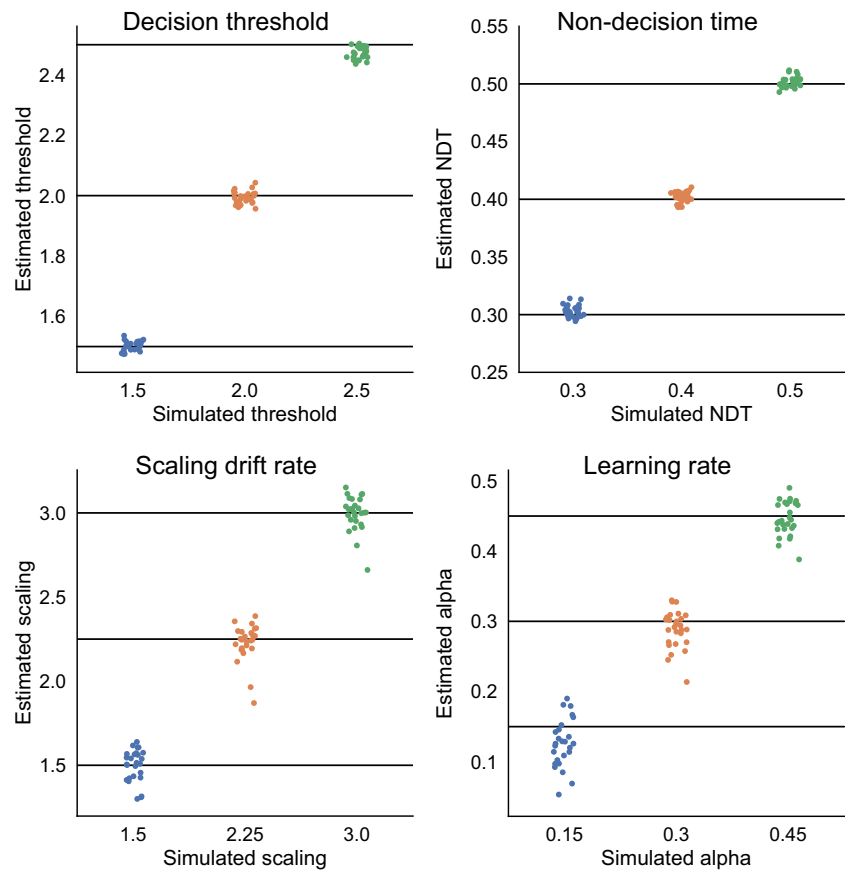 Decision threshold
Estimated threshold
2.4
2.2
2.0
1.8
1.6
1.5
2.0
2.5
Simulated threshold
Non-decision time
Estimated NDT
0.55
0.50
0.45
0.40
0.35
0.30
0.25
0.3
0.4
0.5
Simulated NDT
Scaling drift rate
Estimated scaling
3.0
2.5
2.0
1.5
1.5
2.25
3.0
Simulated scaling
Learning rate
Estimated alpha
0.5
0.4
0.3
0.2
0.1
0.15
0.3
0.45
Simulated alpha